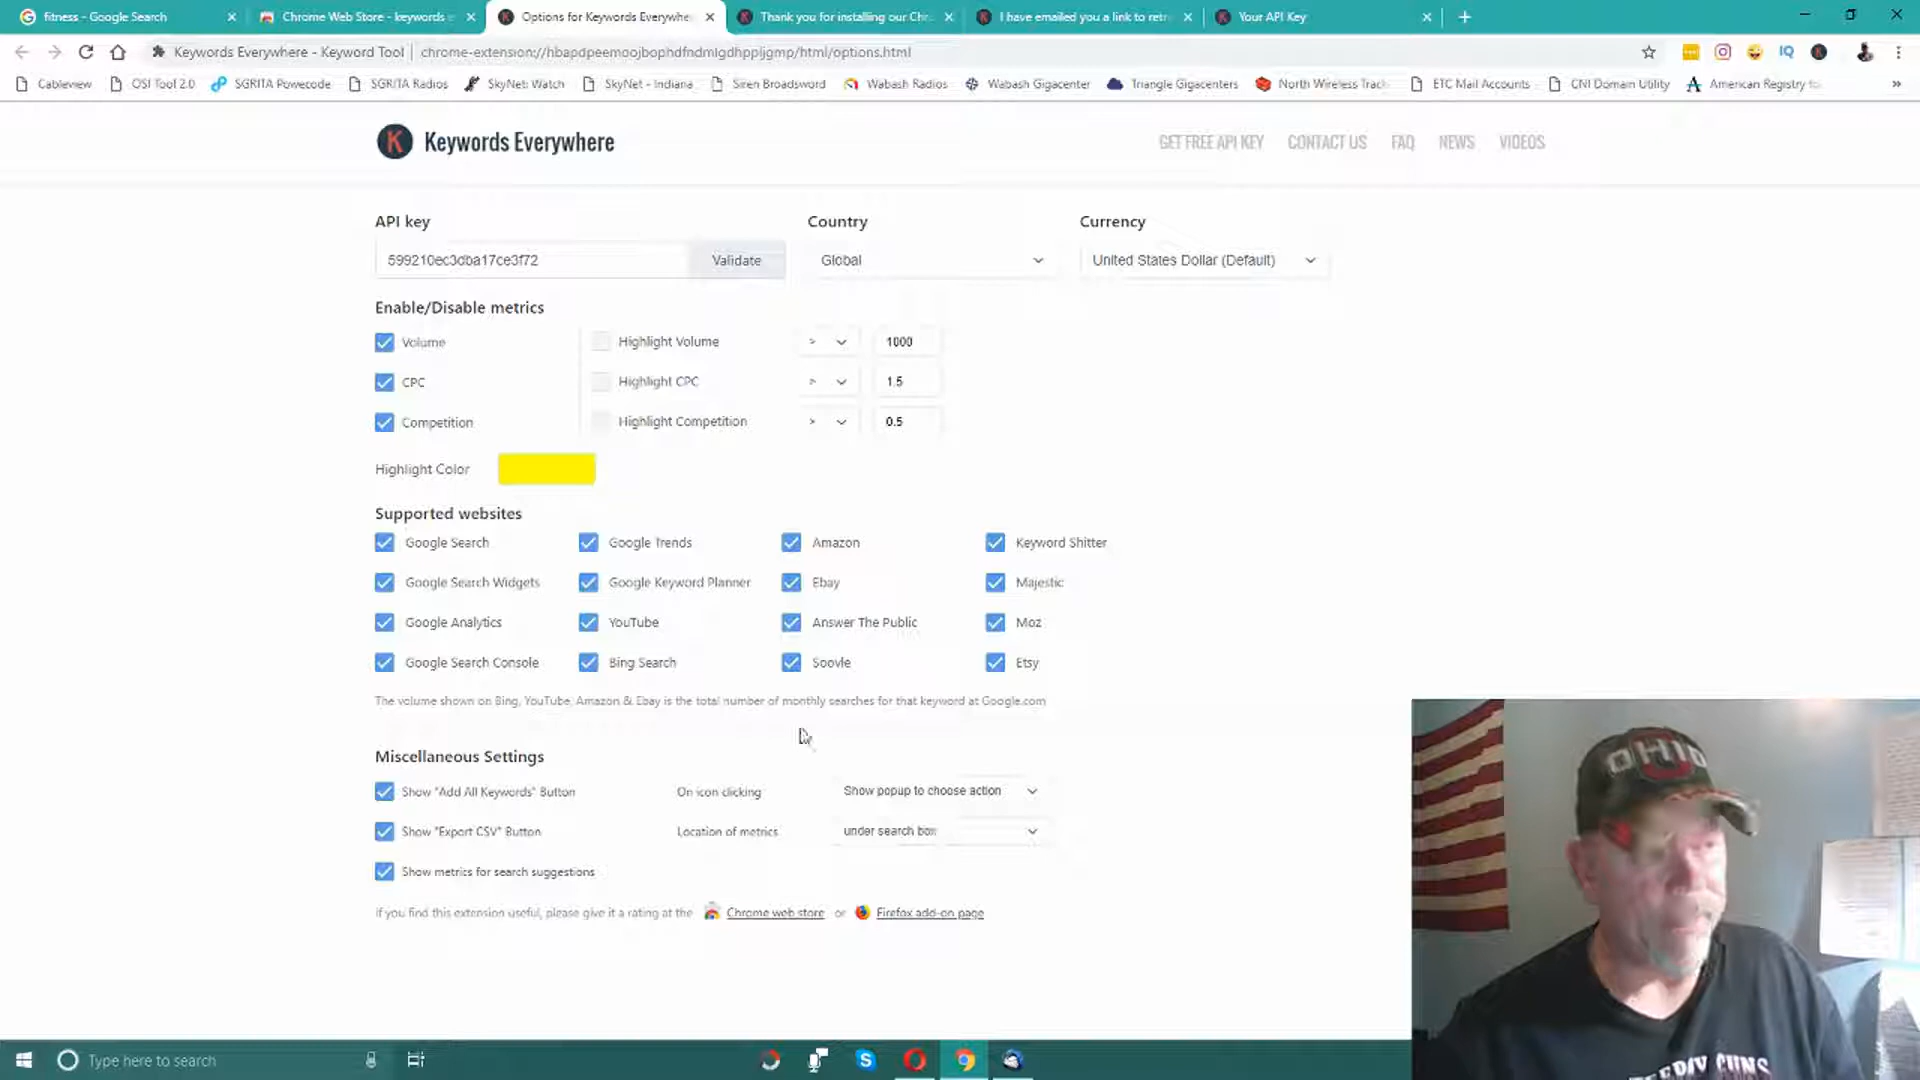 fitness - Google Search
Chrome Web Store - keywords e
Options for Keywords Everywhe
Thank you for installing our Chr
I have emailed you a link to retr
Your API Key
Keywords Everywhere - Keyword Tool
chrome-extension://hbapdpeemoojbophdfndmlgdhppljgmp/html/options.html
IQ
Cableview
OSI Tool 2.0
SGRITA Powecode
SGRITA Radios
SkyNet: Watch
SkyNet - Indiana
Siren Broadsword
Wabash Radios
Wabash Gigacenter
Triangle Gigacenters
North Wireless Track
ETC Mail Accounts
CNI Domain Utility
American Registry fo
K Keywords Everywhere
GET FREE API KEY
CONTACT US
FAQ
NEWS
VIDEOS
API key
Country
Currency
599210ec3dba17ce3f72
Validate
Global
United States Dollar (Default)
Enable/Disable metrics
Volume
Highlight Volume
>
1000
CPC
Highlight CPC
>
1.5
Competition
Highlight Competition
>
0.5
Highlight Color
Supported websites
Google Search
Google Trends
Amazon
Keyword Shitter
Google Search Widgets
Google Keyword Planner
Ebay
Majestic
Google Analytics
YouTube
Answer The Public
Moz
Google Search Console
Bing Search
Soovle
Etsy
The volume shown on Bing, YouTube, Amazon & Ebay is the total number of monthly searches for that keyword at Google.com
Miscellaneous Settings
Show "Add All Keywords" Button
On icon clicking
Show popup to choose action
Show "Export CSV" Button
Location of metrics
under search box
Show metrics for search suggestions
If you find this extension useful, please give it a rating at the Chrome web store or Firefox add-on page
OHIO
Type here to search